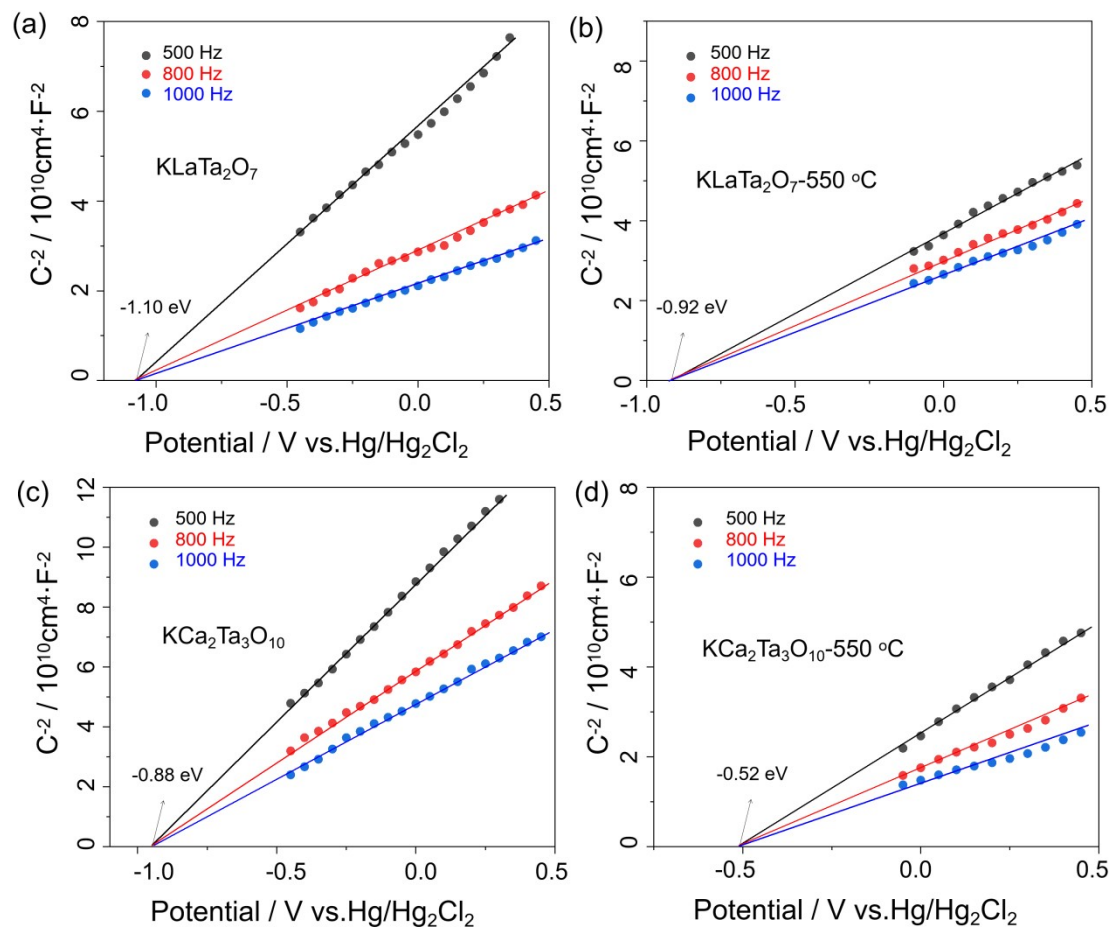 (a)
8
6
4
2
0
C⁻² / 10¹⁰cm⁴·F⁻²
500 Hz
800 Hz
1000 Hz
KLaTa₂O₇
-1.10 eV
-1.0
-0.5
0.0
0.5
Potential / V vs.Hg/Hg₂Cl₂
(b)
8
6
4
2
0
C⁻² / 10¹⁰cm⁴·F⁻²
500 Hz
800 Hz
1000 Hz
KLaTa₂O₇-550 ºC
-0.92 eV
-1.0
-0.5
0.0
0.5
Potential / V vs.Hg/Hg₂Cl₂
(c)
12
10
8
6
4
2
0
C⁻² / 10¹⁰cm⁴·F⁻²
500 Hz
800 Hz
1000 Hz
KCa₂Ta₃O₁₀
-0.88 eV
-1.0
-0.5
0.0
0.5
Potential / V vs.Hg/Hg₂Cl₂
(d)
8
6
4
2
0
C⁻² / 10¹⁰cm⁴·F⁻²
500 Hz
800 Hz
1000 Hz
KCa₂Ta₃O₁₀-550 ºC
-0.52 eV
-0.5
0.0
0.5
Potential / V vs.Hg/Hg₂Cl₂